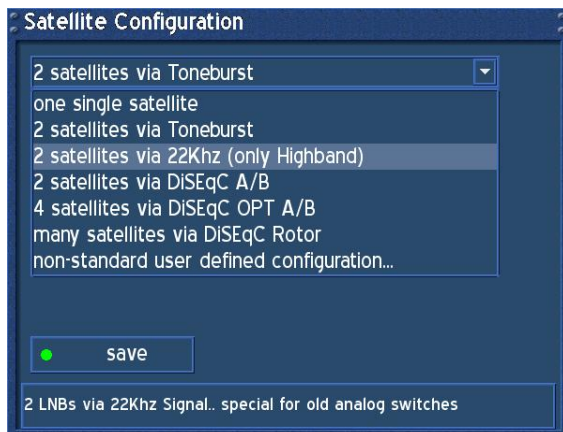 Satellite Configuration
2 satellites via Toneburst
one single satellite
2 satellites via Toneburst
2 satellites via 22Khz (only Highband)
2 satellites via DiSEqC A/B
4 satellites via DiSEqC OPT A/B
many satellites via DiSEqC Rotor
non-standard user defined configuration...
save
2 LNBs via 22Khz Signal.. special for old analog switches